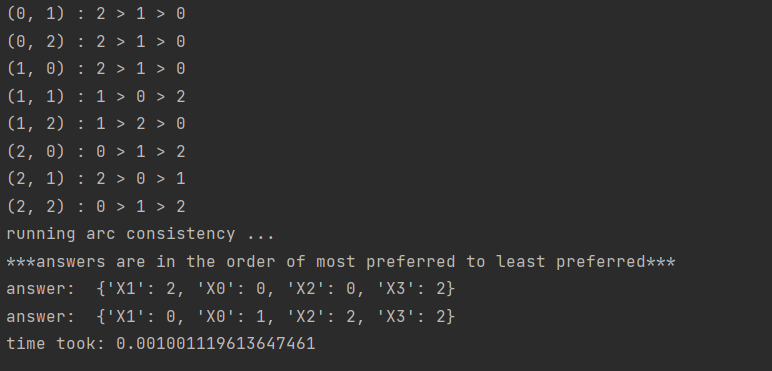 (0, 1) : 2 > 1 > 0
(0, 2) : 2 > 1 > 0
(1, 0) : 2 > 1 > 0
(1, 1) : 1 > 0 > 2
(1, 2) : 1 > 2 > 0
(2, 0) : 0 > 1 > 2
(2, 1) : 2 > 0 > 1
(2, 2) : 0 > 1 > 2
running arc consistency ...
***answers are in the order of most preferred to least preferred***
answer:  {'X1': 2, 'X0': 0, 'X2': 0, 'X3': 2}
answer:  {'X1': 0, 'X0': 1, 'X2': 2, 'X3': 2}
time took: 0.001001119613647461